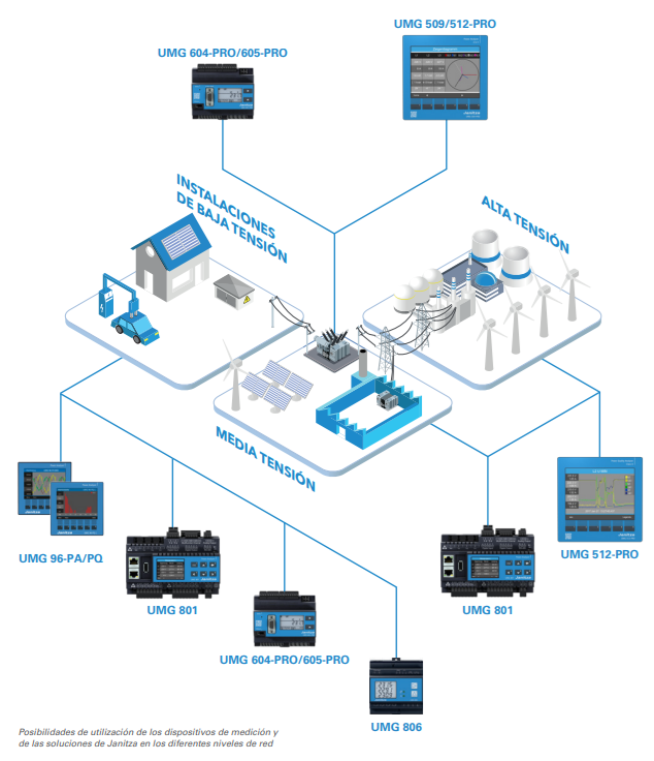 UMG 509/512-PRO
UMG 604-PRO/605-PRO
INSTALACIONES
DE BAJA TENSIÓN
ALTA TENSIÓN
MEDIA TENSIÓN
UMG 96-PA/PQ
UMG 801
UMG 604-PRO/605-PRO
UMG 806
UMG 801
UMG 512-PRO
Posibilidades de utilización de los dispositivos de medición y
de las soluciones de Janitza en los diferentes niveles de red